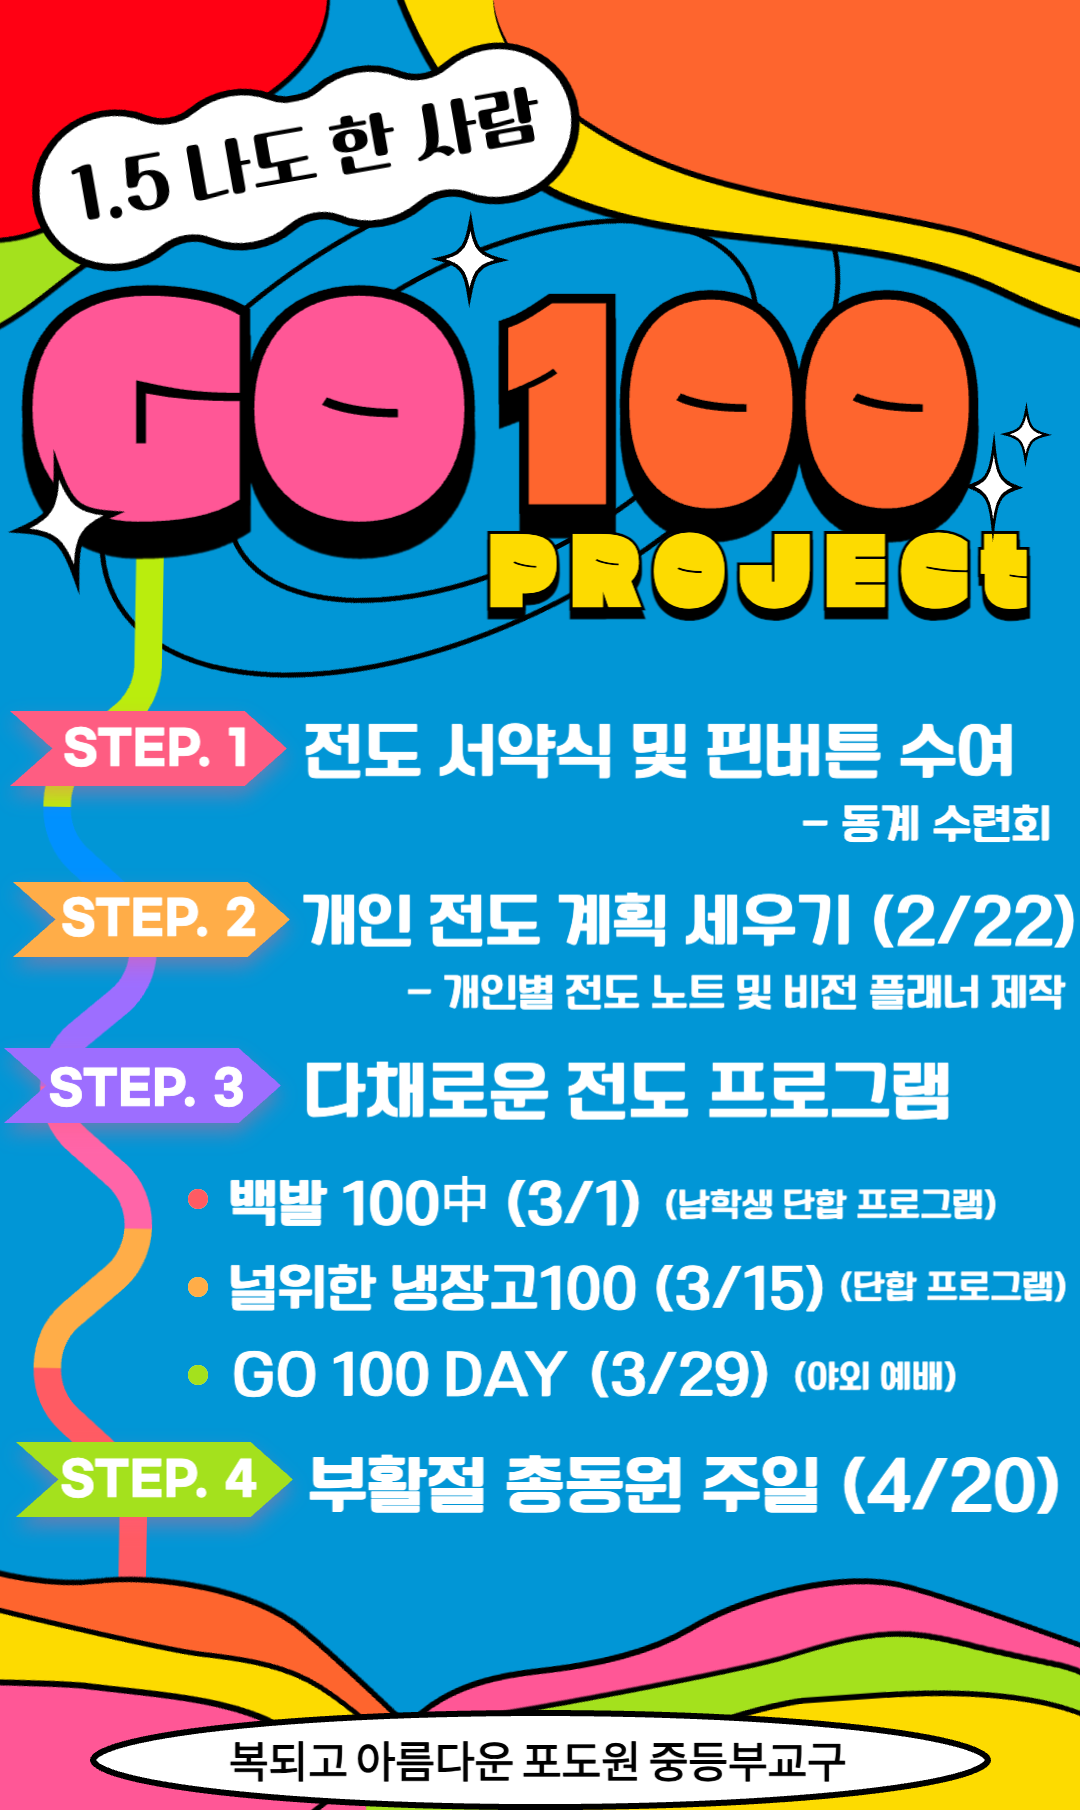 1.5 나도 한 사람
GO 100
PROJECt
STEP. 1 전도 서약식 및 핀버튼 수여
- 동계 수련회
STEP. 2 개인 전도 계획 세우기 (2/22)
- 개인별 전도 노트 및 비전 플래너 제작
STEP. 3 다채로운 전도 프로그램
• 백발 100中 (3/1) (남학생 단합 프로그램)
• 널위한 냉장고100 (3/15) (단합 프로그램)
• GO 100 DAY (3/29) (야외 예배)
STEP. 4 부활절 총동원 주일 (4/20)
복되고 아름다운 포도원 중등부교구